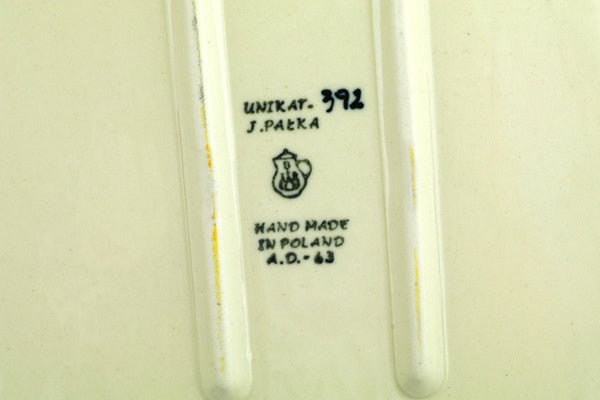 UNIKAT- 392
J. PAŁKA
HAND MADE
IN POLAND
A.D.-63